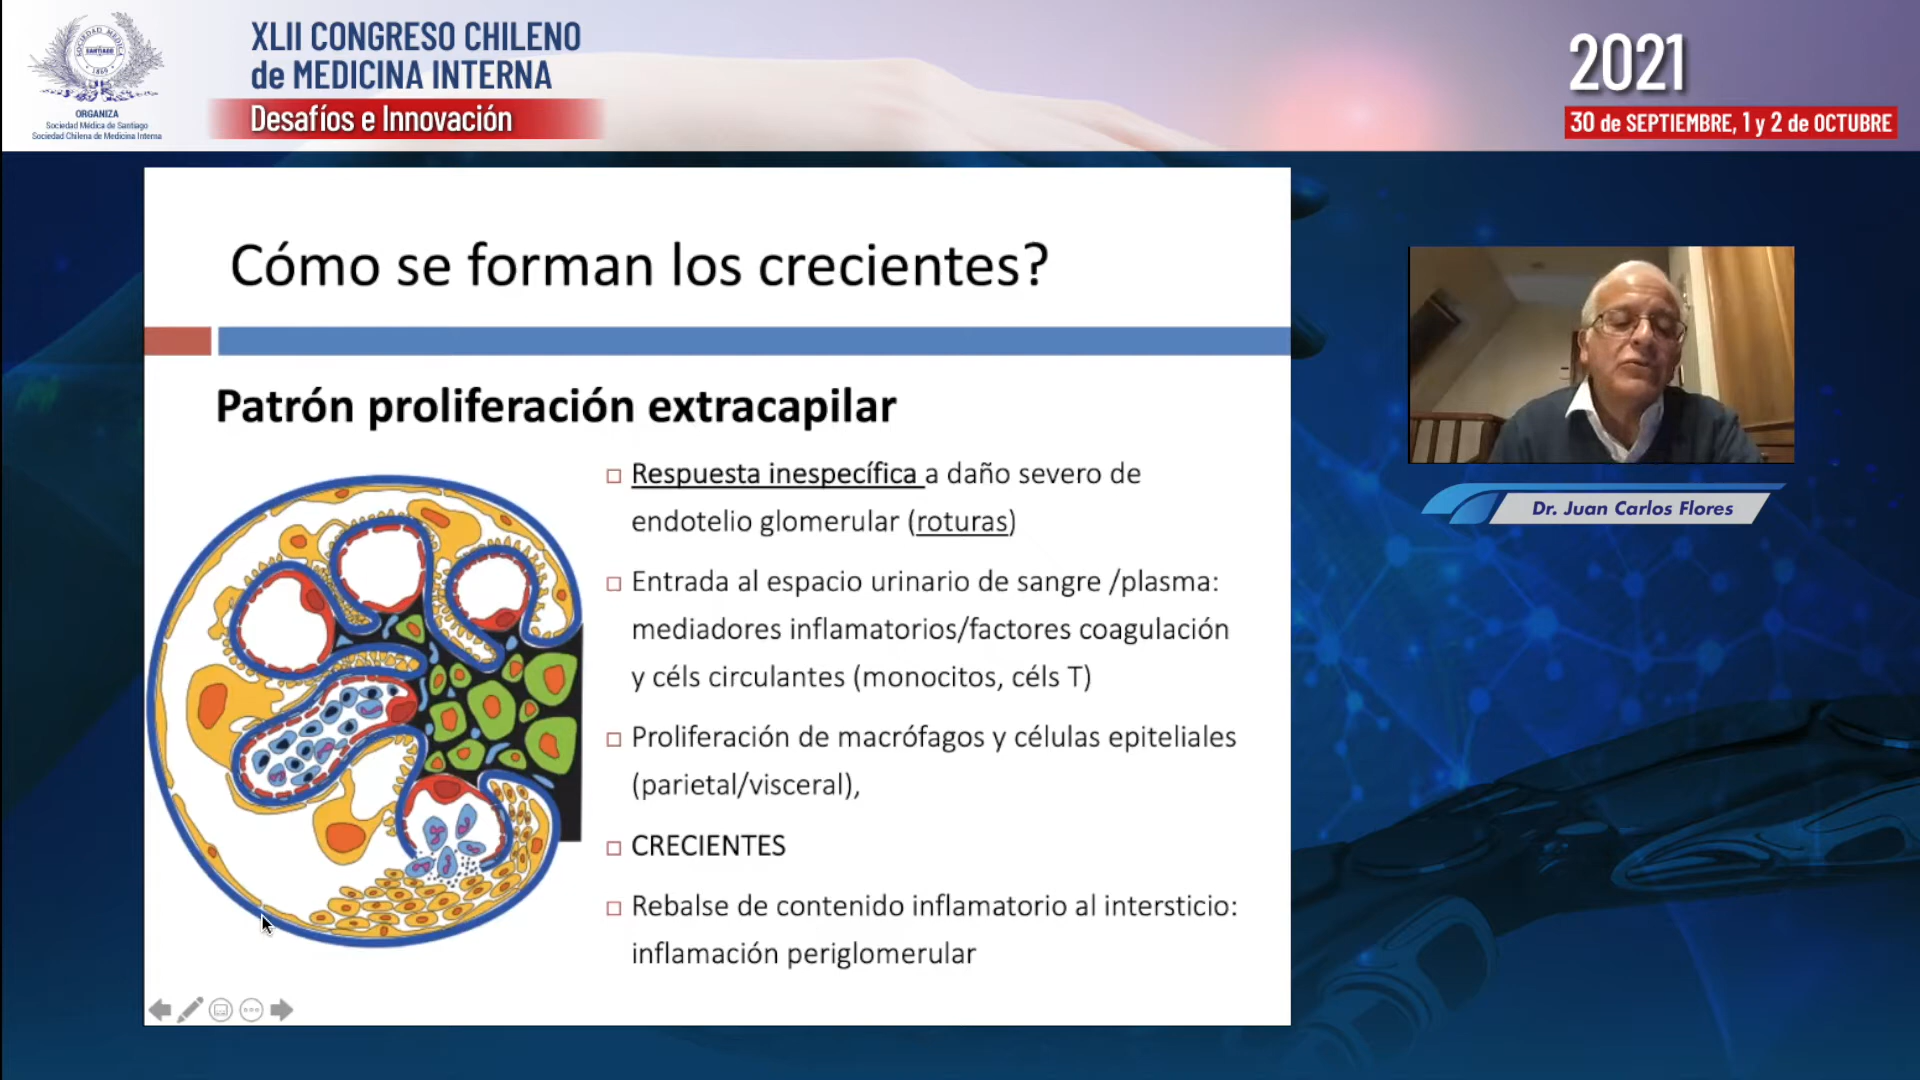 SOCIEDAD MEDICA
SANTIAGO
1869
ORGANIZA
Sociedad Médica de Santiago
Sociedad Chilena de Medicina Interna
XLII CONGRESO CHILENO
de MEDICINA INTERNA
Desafíos e Innovación
2021
30 de SEPTIEMBRE, 1 y 2 de OCTUBRE
Cómo se forman los crecientes?
Patrón proliferación extracapilar
Respuesta inespecífica a daño severo de
endotelio glomerular (roturas)
Entrada al espacio urinario de sangre /plasma:
mediadores inflamatorios/factores coagulación
y céls circulantes (monocitos, céls T)
Proliferación de macrófagos y células epiteliales
(parietal/visceral),
CRECIENTES
Rebalse de contenido inflamatorio al intersticio:
inflamación periglomerular
Dr. Juan Carlos Flores